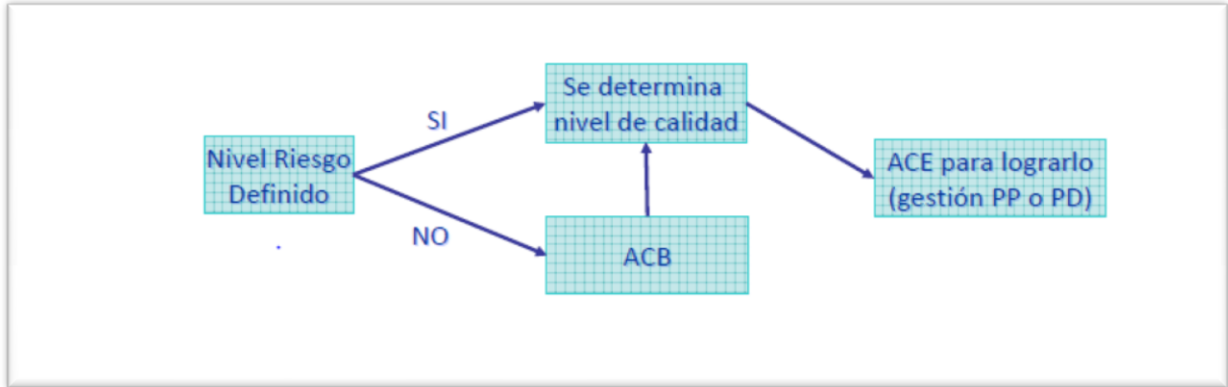 Nivel Riesgo
Definido
SI
NO
Se determina
nivel de calidad
ACB
ACE para lograrlo
(gestión PP o PD)